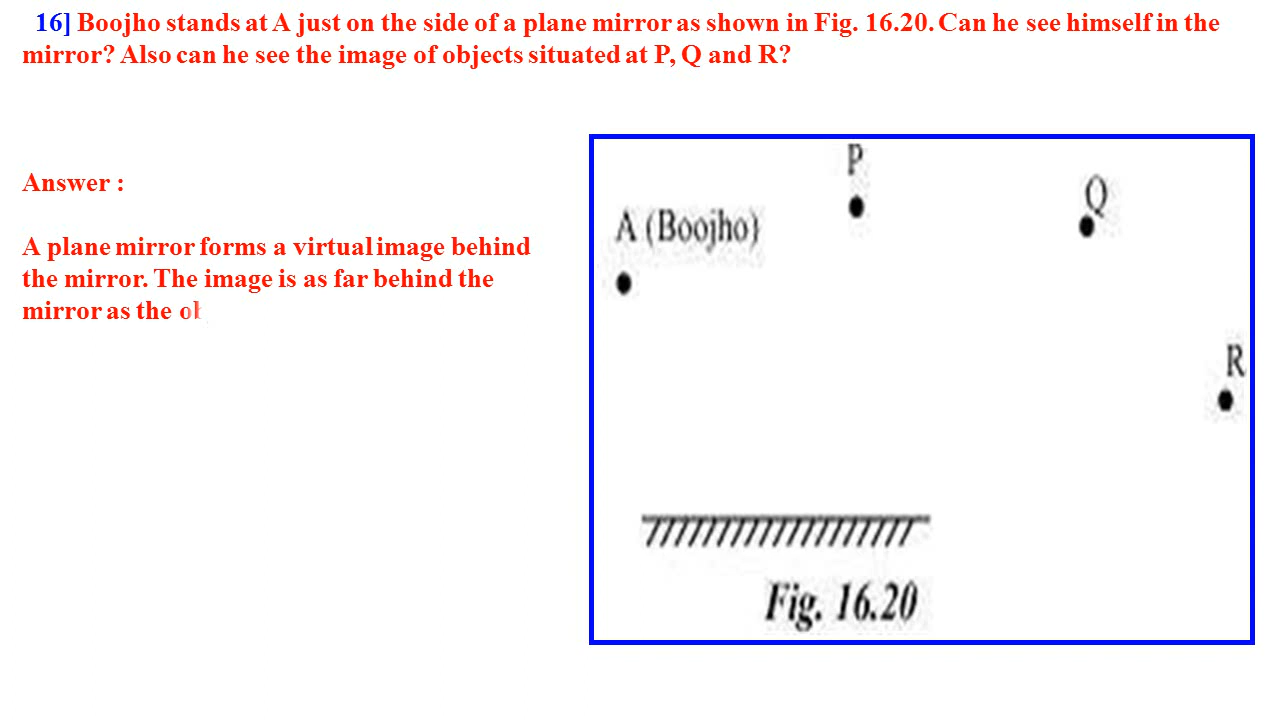 16] Boojho stands at A just on the side of a plane mirror as shown in Fig. 16.20. Can he see himself in the
mirror? Also can he see the image of objects situated at P, Q and R?
Answer :
A plane mirror forms a virtual image behind
the mirror. The image is as far behind the
mirror as the
P
Q
A (Boojho)
R
Fig. 16.20